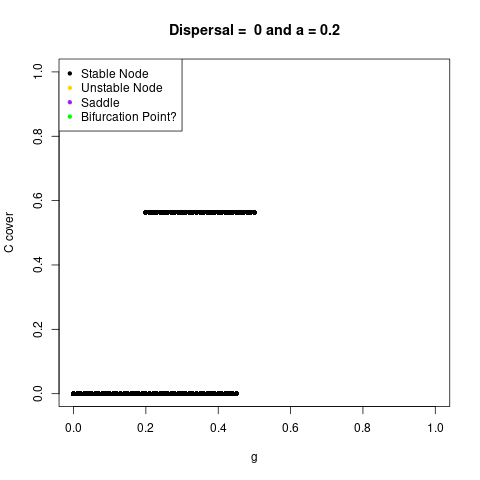 Dispersal =  0 and a = 0.2
Stable Node
Unstable Node
Saddle
Bifurcation Point?
C cover
1.0
0.8
0.6
0.4
0.2
0.0
0.0 0.2 0.4 0.6 0.8 1.0
g